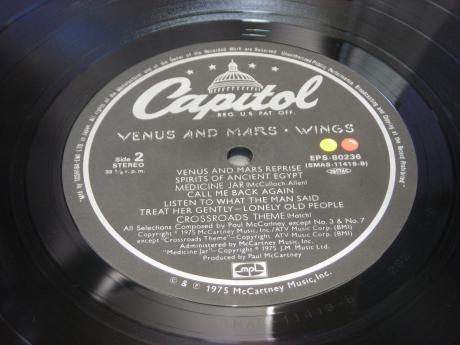 Capitol
REG. U.S. PAT. OFF.
VENUS AND MARS • WINGS
Side 2
STEREO
33 ⅓ r. p. m.
EPS-80236
(SMAS-11419-B)
VENUS AND MARS REPRISE
SPIRITS OF ANCIENT EGYPT
MEDICINE JAR (McCulloch-Allen)
CALL ME BACK AGAIN
LISTEN TO WHAT THE MAN SAID
TREAT HER GENTLY—LONELY OLD PEOPLE
CROSSROADS THEME (Hatch)
All Selections Composed by Paul McCartney except No. 3 & No. 7
Copyright ℗ 1975 McCartney Music, Inc./ATV Music Corp. (BMI)
except "Crossroads Theme"—Copyright ℗ 1975 ATV Music Corp. (BMI)
Administered by McCartney Music, Inc.
"Medicine Jar"—Copyright ℗ 1975 J.M. Music Ltd.
Produced by Paul McCartney
MPL
© & ℗ 1975 McCartney Music, Inc.